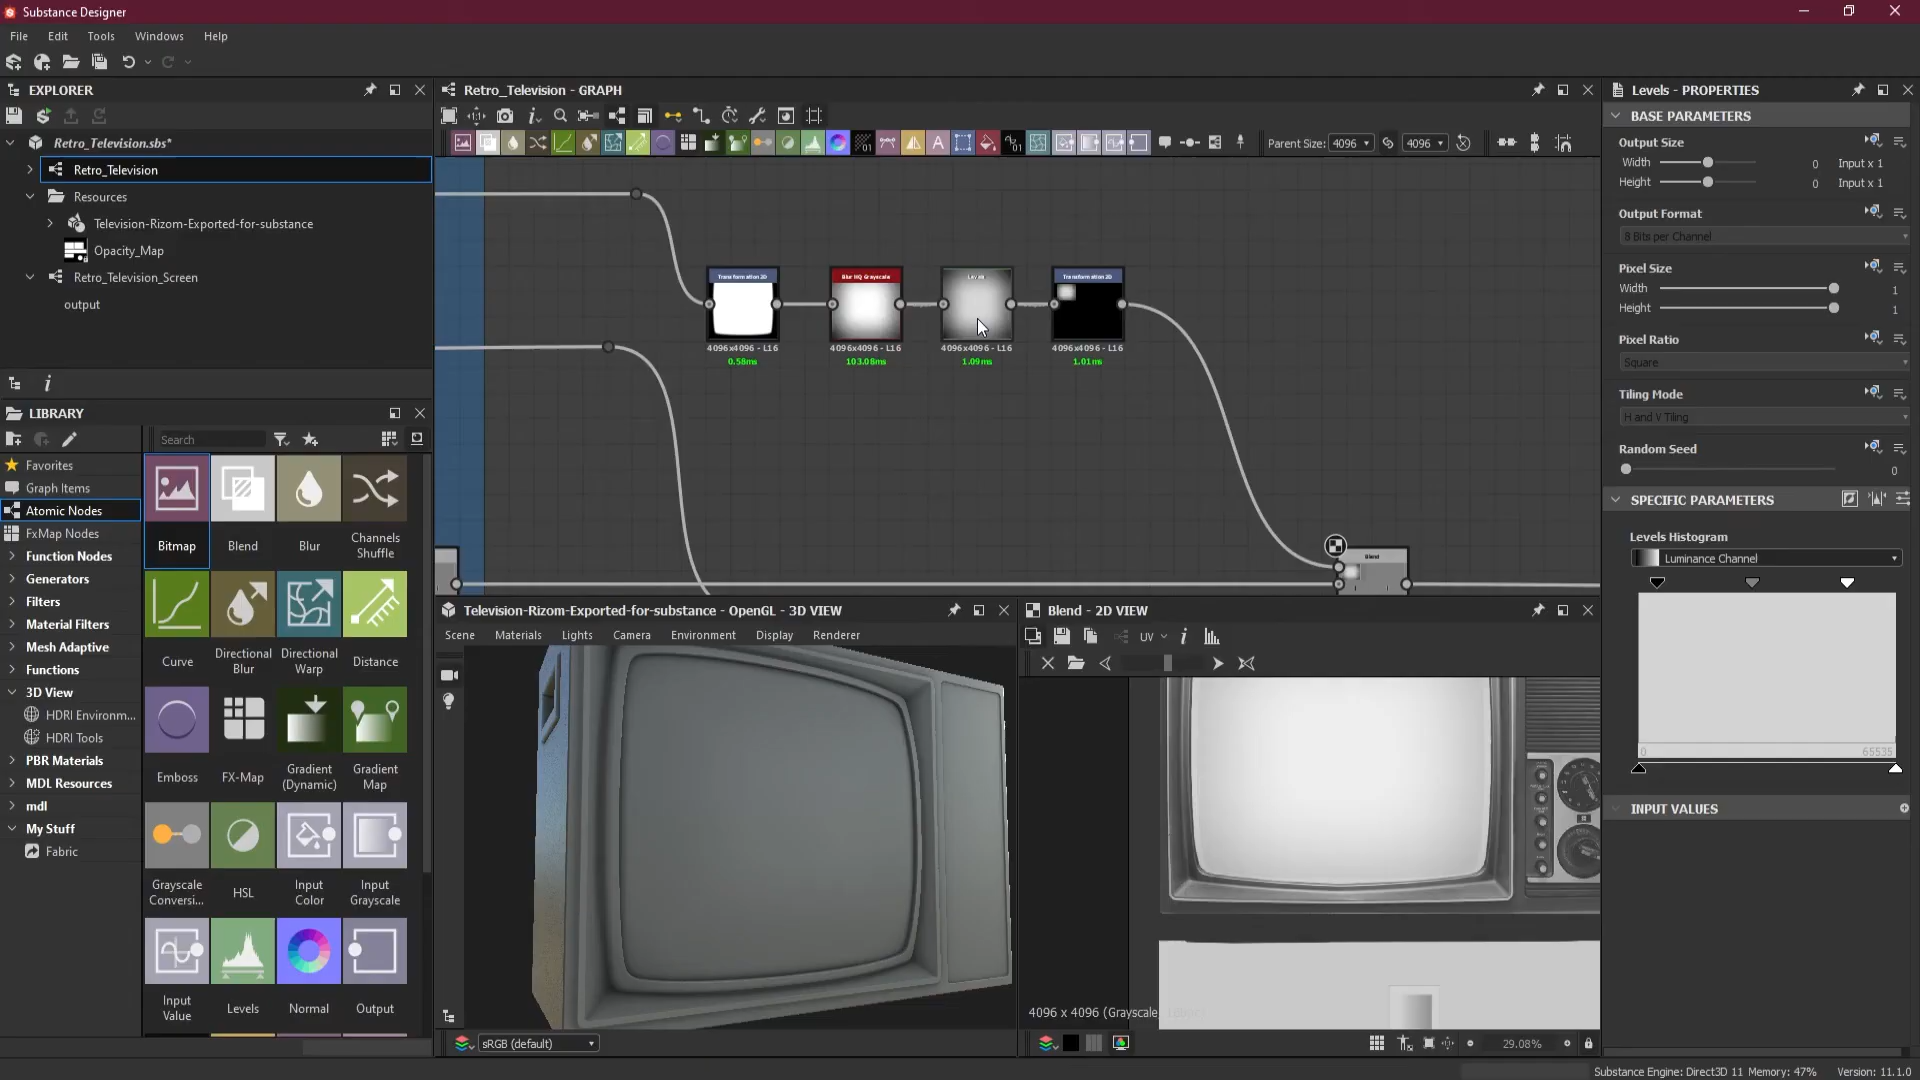 Substance Designer
File Edit Tools Windows Help
EXPLORER
Retro_Television.sbs*
Retro_Television
Resources
Television-Rizom-Exported-for-substance
Opacity_Map
Retro_Television_Screen
output
LIBRARY
Search
Favorites
Graph Items
Atomic Nodes
FxMap Nodes
Function Nodes
Generators
Filters
Material Filters
Mesh Adaptive
Functions
3D View
HDRI Environm...
HDRI Tools
PBR Materials
MDL Resources
mdl
My Stuff
Fabric
Bitmap
Blend
Blur
Channels
Shuffle
Curve
Directional
Blur
Directional
Warp
Distance
Emboss
FX-Map
Gradient
(Dynamic)
Gradient
Map
Grayscale
Conversi...
HSL
Input
Color
Input
Grayscale
Input
Value
Levels
Normal
Output
Retro_Television - GRAPH
Parent Size: 4096 4096
Transformation 2D
4096x4096 - L16
0.58ms
Blur HQ Grayscale
4096x4096 - L16
103.08ms
Levels
4096x4096 - L16
1.09ms
Transformation 2D
4096x4096 - L16
1.01ms
Blend
Television-Rizom-Exported-for-substance - OpenGL - 3D VIEW
Scene Materials Lights Camera Environment Display Renderer
sRGB (default)
Blend - 2D VIEW
UV
4096 x 4096 (Grayscale
29.08%
Levels - PROPERTIES
BASE PARAMETERS
Output Size
Width 0 Input x 1
Height 0 Input x 1
Output Format
8 Bits per Channel
Pixel Size
Width 1
Height 1
Pixel Ratio
Square
Tiling Mode
H and V Tiling
Random Seed
0
SPECIFIC PARAMETERS
Levels Histogram
Luminance Channel
0 65535
INPUT VALUES
Substance Engine: Direct3D 11 Memory: 47% Version: 11.1.0